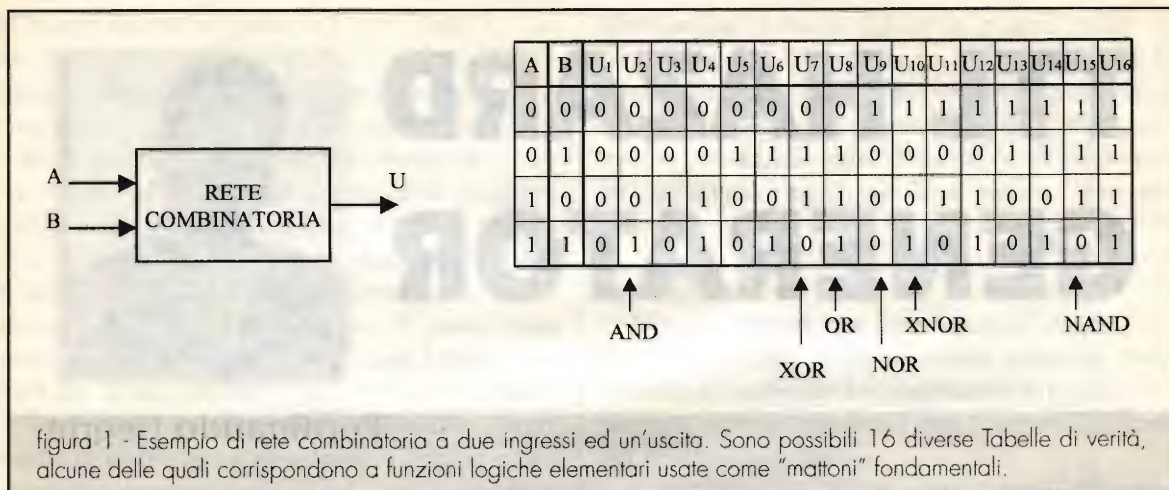 A B U1 U2 U3 U4 U5 U6 U7 U8 U9 U10 U11 U12 U13 U14 U15 U16
0 0 0 0 0 0 0 0 0 0 1 1 1 1 1 1 1 1
0 1 0 0 0 0 1 1 1 1 0 0 0 0 1 1 1 1
1 0 0 0 1 1 0 0 1 1 0 0 1 1 0 0 1 1
1 1 0 1 0 1 0 1 0 1 0 1 0 1 0 1 0 1
A
B
RETE
COMBINATORIA
U
AND
OR
XNOR
NAND
XOR
NOR
figura 1 - Esempio di rete combinatoria a due ingressi ed un'uscita. Sono possibili 16 diverse Tabelle di verità,
alcune delle quali corrispondono a funzioni logiche elementari usate come "mattoni" fondamentali.